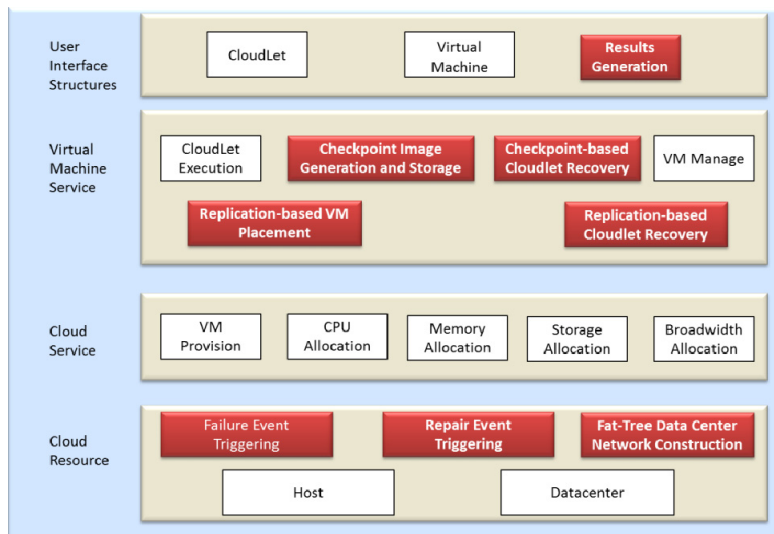 User
Interface
Structures
CloudLet
Virtual
Machine
Results
Generation
Virtual
Machine
Service
CloudLet
Execution
Checkpoint Image
Generation and Storage
Checkpoint-based
Cloudlet Recovery
VM Manage
Replication-based VM
Placement
Replication-based
Cloudlet Recovery
Cloud
Service
VM
Provision
CPU
Allocation
Memory
Allocation
Storage
Allocation
Broadwidth
Allocation
Cloud
Resource
Failure Event
Triggering
Repair Event
Triggering
Fat-Tree Data Center
Network Construction
Host
Datacenter